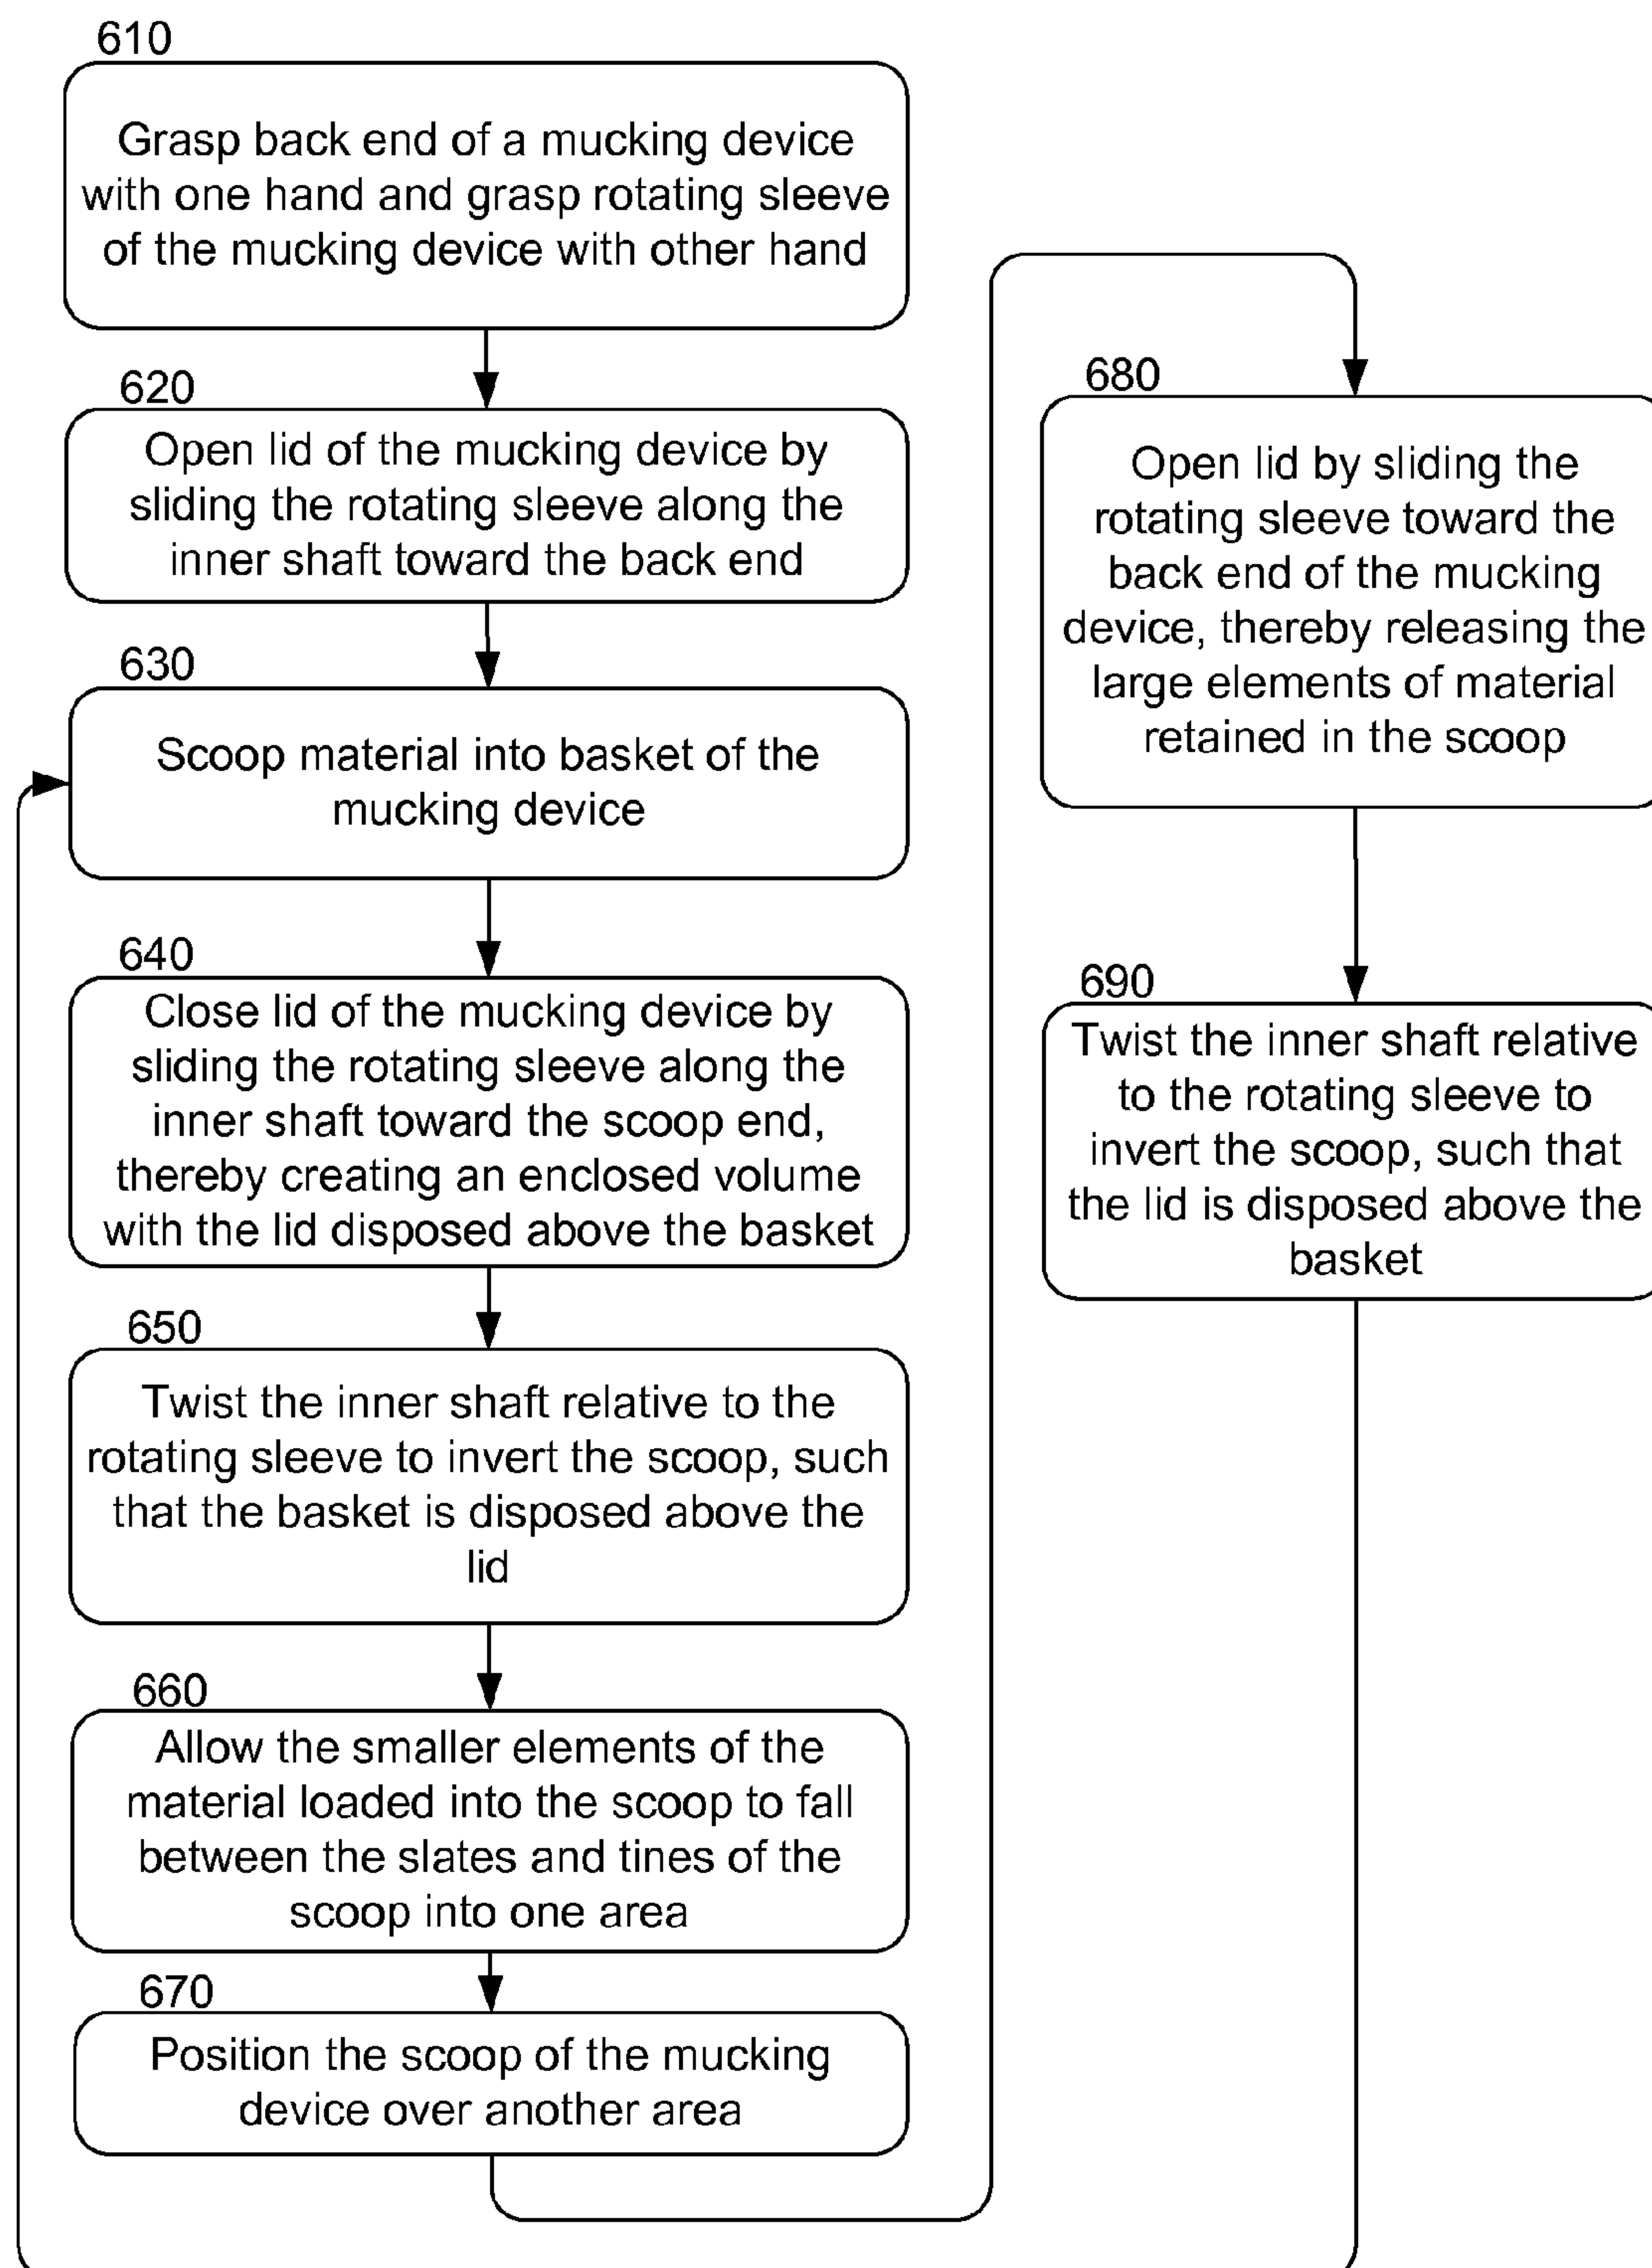 610
Grasp back end of a mucking device
with one hand and grasp rotating sleeve
of the mucking device with other hand
620
Open lid of the mucking device by
sliding the rotating sleeve along the
inner shaft toward the back end
630
Scoop material into basket of the
mucking device
640
Close lid of the mucking device by
sliding the rotating sleeve along the
inner shaft toward the scoop end,
thereby creating an enclosed volume
with the lid disposed above the basket
650
Twist the inner shaft relative to the
rotating sleeve to invert the scoop, such
that the basket is disposed above the
lid
660
Allow the smaller elements of the
material loaded into the scoop to fall
between the slates and tines of the
scoop into one area
670
Position the scoop of the mucking
device over another area
680
Open lid by sliding the
rotating sleeve toward the
back end of the mucking
device, thereby releasing the
large elements of material
retained in the scoop
690
Twist the inner shaft relative
to the rotating sleeve to
invert the scoop, such that
the lid is disposed above the
basket